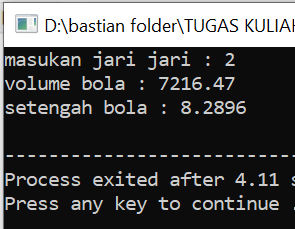 D:\bastian folder\TUGAS KULIAH
masukan jari jari : 2
volume bola : 7216.47
setengah bola : 8.2896
--------------------------------
Process exited after 4.11 s
Press any key to continue .